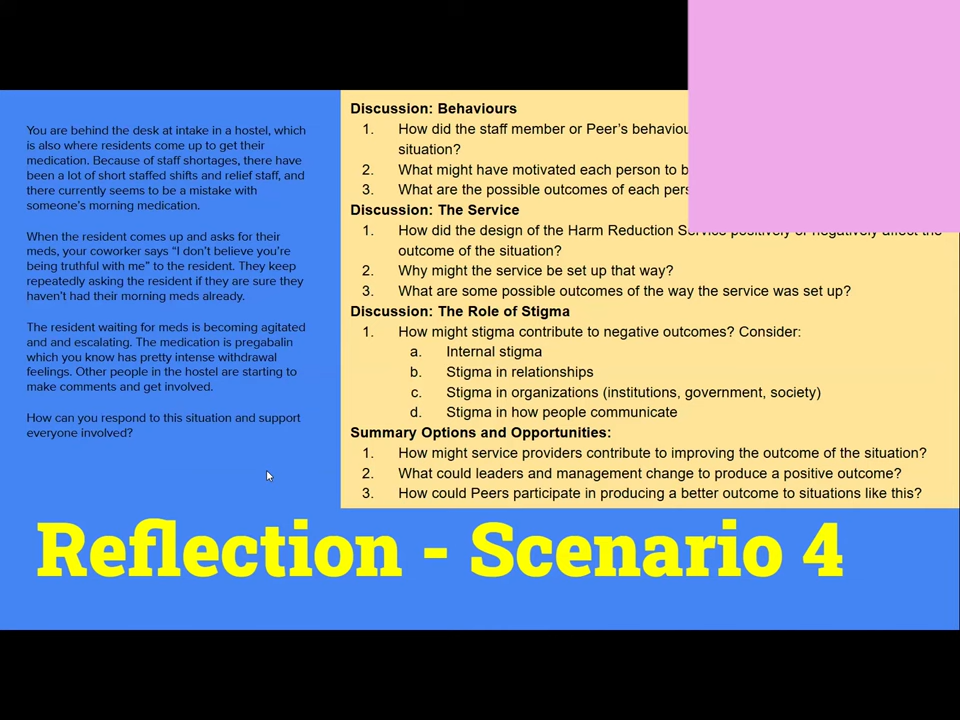 You are behind the desk at intake in a hostel, which
is also where residents come up to get their
medication. Because of staff shortages, there have
been a lot of short staffed shifts and relief staff, and
there currently seems to be a mistake with
someone's morning medication.
When the resident comes up and asks for their
meds, your coworker says "I don't believe you're
being truthful with me" to the resident. They keep
repeatedly asking the resident if they are sure they
haven't had their morning meds already.
The resident waiting for meds is becoming agitated
and and escalating. The medication is pregabalin
which you know has pretty intense withdrawal
feelings. Other people in the hostel are starting to
make comments and get involved.
How can you respond to this situation and support
everyone involved?
Discussion: Behaviours
1. How did the staff member or Peer's
situation?
2. What might have motivated each person to
3. What are the possible outcomes of each
Discussion: The Service
1. How did the design of the Harm Reduction Service positively or negatively affect the
outcome of the situation?
2. Why might the service be set up that way?
3. What are some possible outcomes of the way the service was set up?
Discussion: The Role of Stigma
1. How might stigma contribute to negative outcomes? Consider:
a. Internal stigma
b. Stigma in relationships
c. Stigma in organizations (institutions, government, society)
d. Stigma in how people communicate
Summary Options and Opportunities:
1. How might service providers contribute to improving the outcome of the situation?
2. What could leaders and management change to produce a positive outcome?
3. How could Peers participate in producing a better outcome to situations like this?
Reflection - Scenario 4